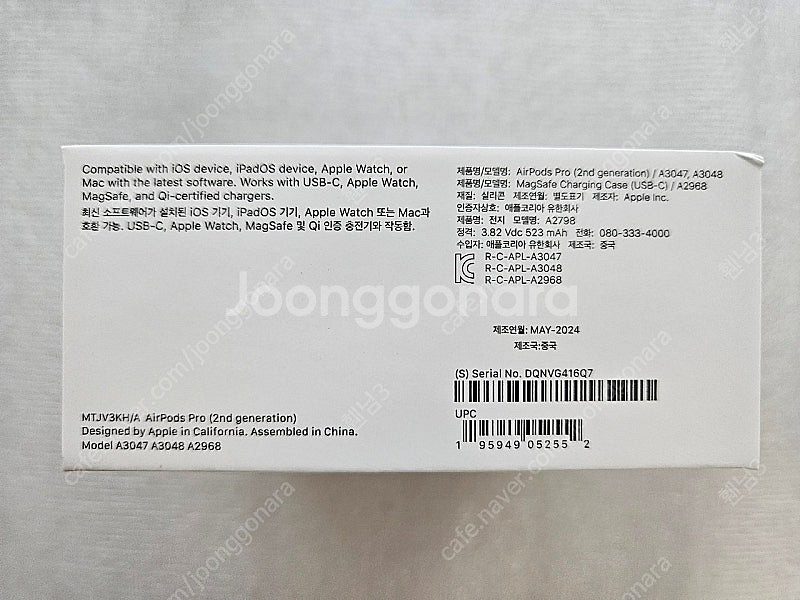 Compatible with iOS device, iPadOS device, Apple Watch, or
Mac with the latest software. Works with USB-C, Apple Watch,
MagSafe, and Qi-certified chargers.
최신 소프트웨어가 설치된 iOS 기기, iPadOS 기기, Apple Watch 또는 Mac과
호환 가능. USB-C, Apple Watch, MagSafe 및 Qi 인증 충전기와 작동함.
MTJV3KH/A AirPods Pro (2nd generation)
Designed by Apple in California. Assembled in China.
Model A3047 A3048 A2968
제품명/모델명: AirPods Pro (2nd generation) / A3047, A3048
제품명/모델명: MagSafe Charging Case (USB-C) / A2968
재질: 실리콘 제조연월: 별도표기 제조자: Apple Inc.
인증자상호: 애플코리아 유한회사
제품명: 전지 모델명: A2798
정격: 3.82 Vdc 523 mAh 전화: 080-333-4000
수입자: 애플코리아 유한회사 제조국: 중국
R-C-APL-A3047
R-C-APL-A3048
R-C-APL-A2968
제조연월: MAY-2024
제조국:중국
(S) Serial No. DQNVG416Q7
UPC
1 95949 05255 2
Joonggonara
cafe.naver.com/joonggonara